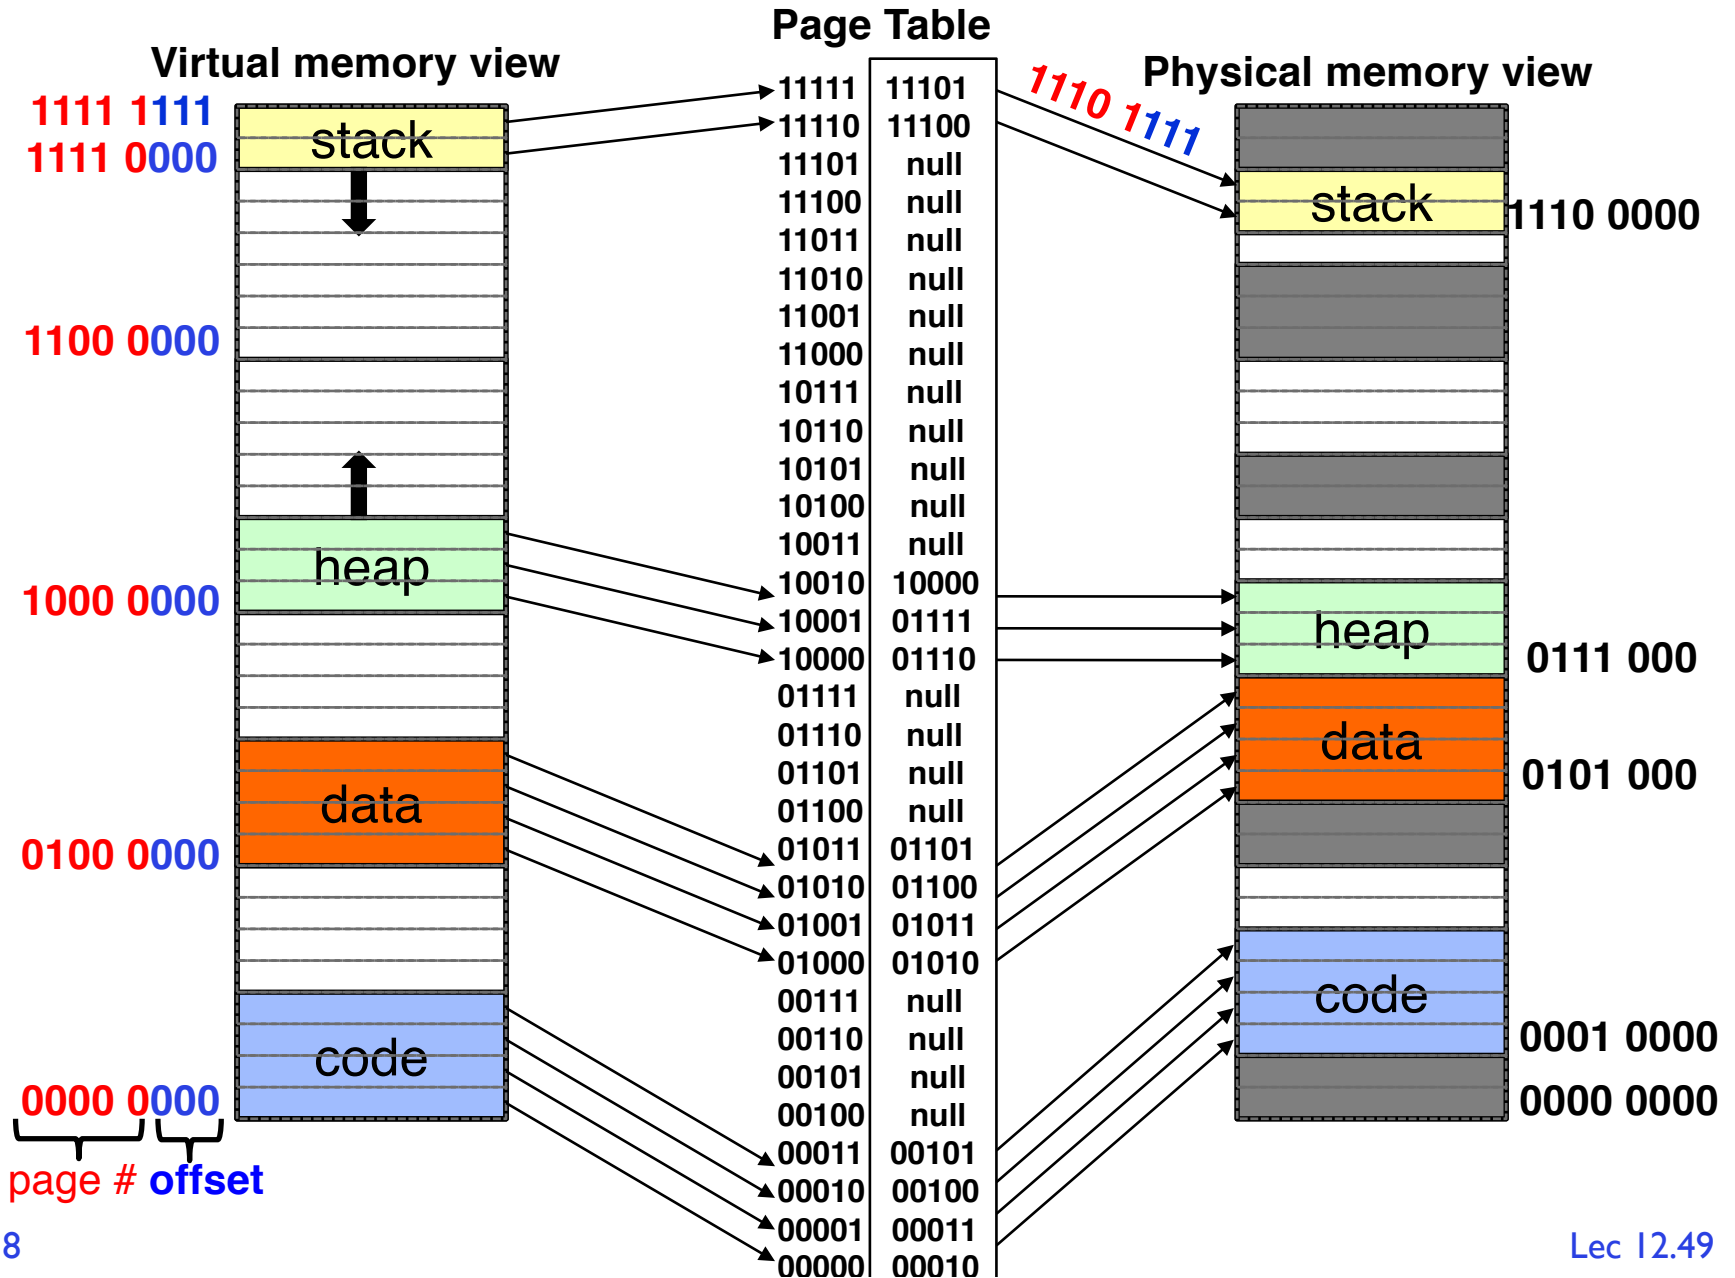 Page Table
Virtual memory view
Physical memory view
1111 1111
1111 0000
1100 0000
1000 0000
0100 0000
0000 0000
page # offset
stack
heap
data
code
11111 11101
11110 11100
11101 null
11100 null
11011 null
11010 null
11001 null
11000 null
10111 null
10110 null
10101 null
10100 null
10011 null
10010 10000
10001 01111
10000 01110
01111 null
01110 null
01101 null
01100 null
01011 01101
01010 01100
01001 01011
01000 01010
00111 null
00110 null
00101 null
00100 null
00011 00101
00010 00100
00001 00011
00000 00010
1110 1111
stack
1110 0000
heap
0111 000
data
0101 000
code
0001 0000
0000 0000
8
Lec 12.49